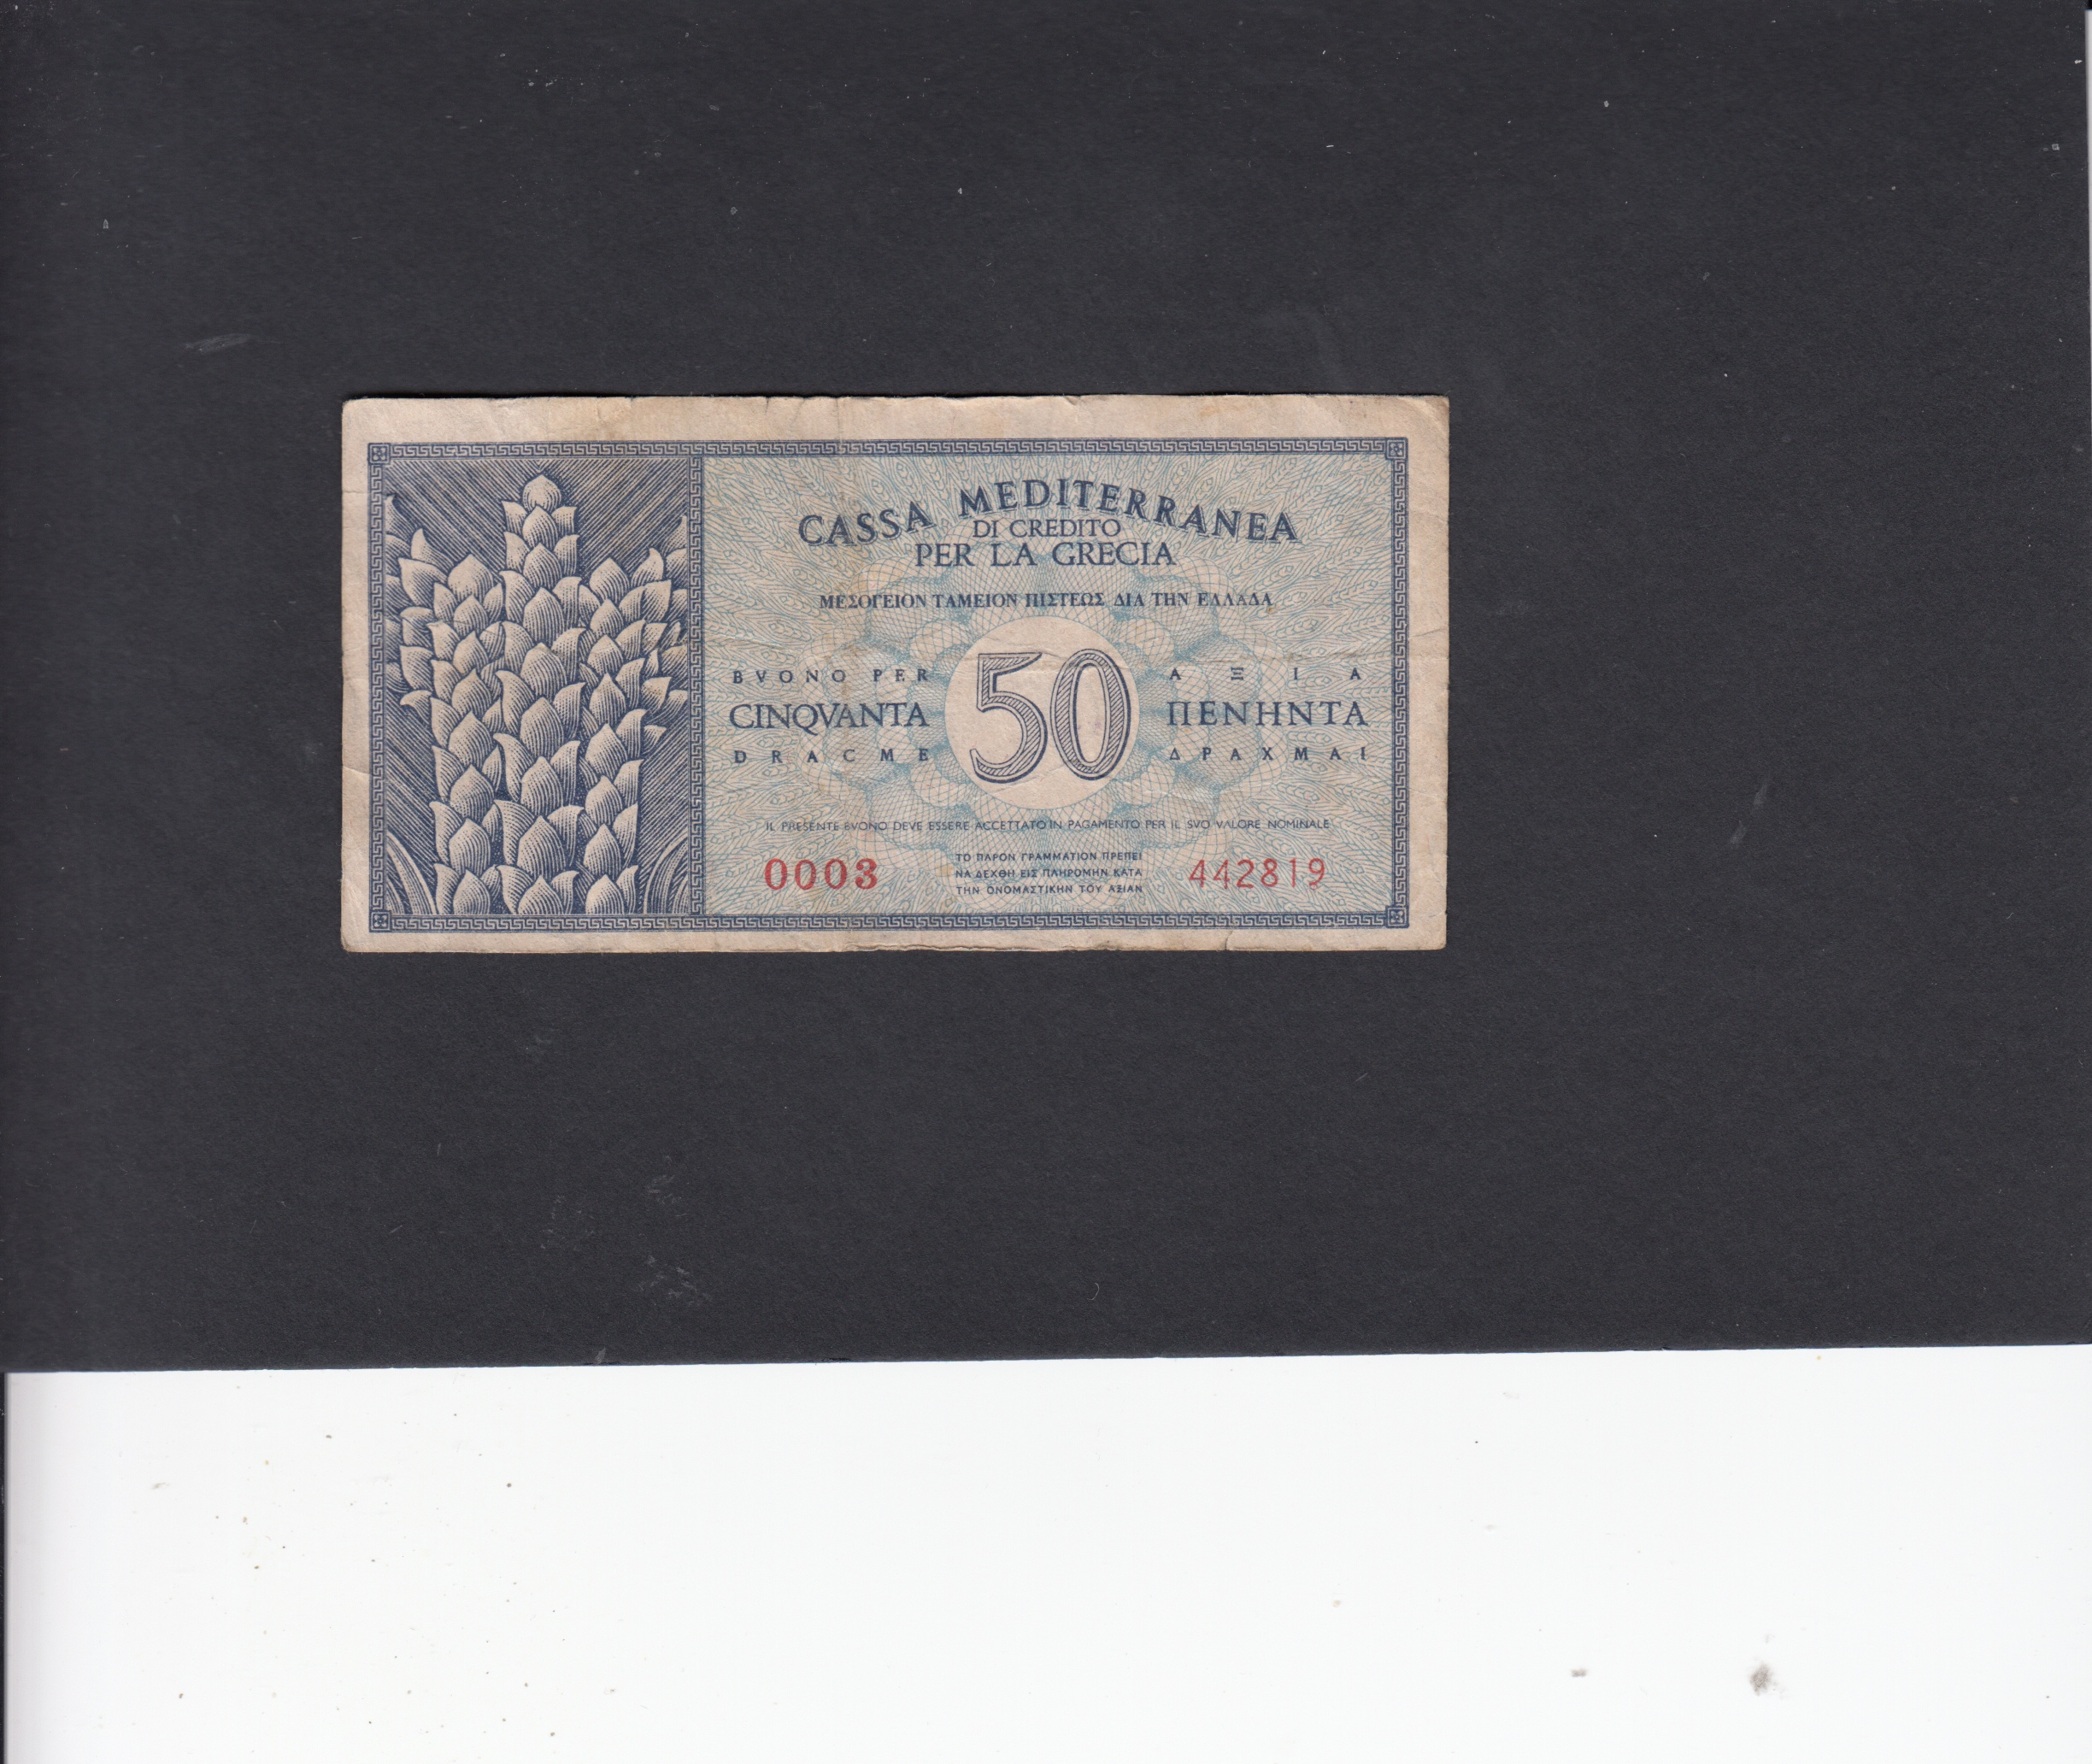 CASSA MEDITERRANEA
DI CREDITO
PER LA GRECIA
ΜΕΣΟΓΕΙΟΝ ΤΑΜΕΙΟΝ ΠΙΣΤΕΩΣ ΔΙΑ ΤΗΝ ΕΛΛΑΔΑ
BVONO PER
CINQVANTA
DRACME
50
ΑΞΙΑ
ΠΕΝΗΝΤΑ
ΔΡΑΧΜΑΙ
IL PRESENTE BVONO DEVE ESSERE ACCETTATO IN PAGAMENTO PER IL SVO VALORE NOMINALE
0003
ΤΟ ΠΑΡΟΝ ΓΡΑΜΜΑΤΙΟΝ ΠΡΕΠΕΙ
ΝΑ ΔΕΧΘΗ ΕΙΣ ΠΛΗΡΟΜΗΝ ΚΑΤΑ
ΤΗΝ ΟΝΟΜΑΣΤΙΚΗΝ ΤΟΥ ΑΞΙΑΝ
442819